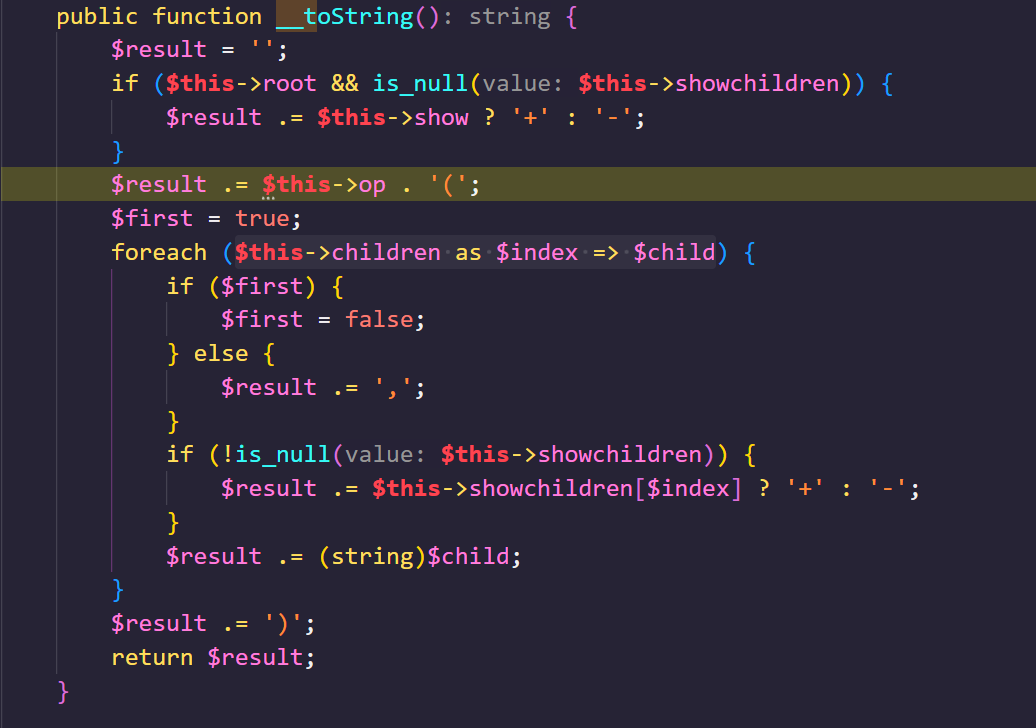 public function __toString(): string {
    $result = '';
    if ($this->root && is_null(value: $this->showchildren)) {
        $result .= $this->show ? '+' : '-';
    }
    $result .= $this->op . '(';
    $first = true;
    foreach ($this->children as $index => $child) {
        if ($first) {
            $first = false;
        } else {
            $result .= ',';
        }
        if (!is_null(value: $this->showchildren)) {
            $result .= $this->showchildren[$index] ? '+' : '-';
        }
        $result .= (string)$child;
    }
    $result .= ')';
    return $result;
}